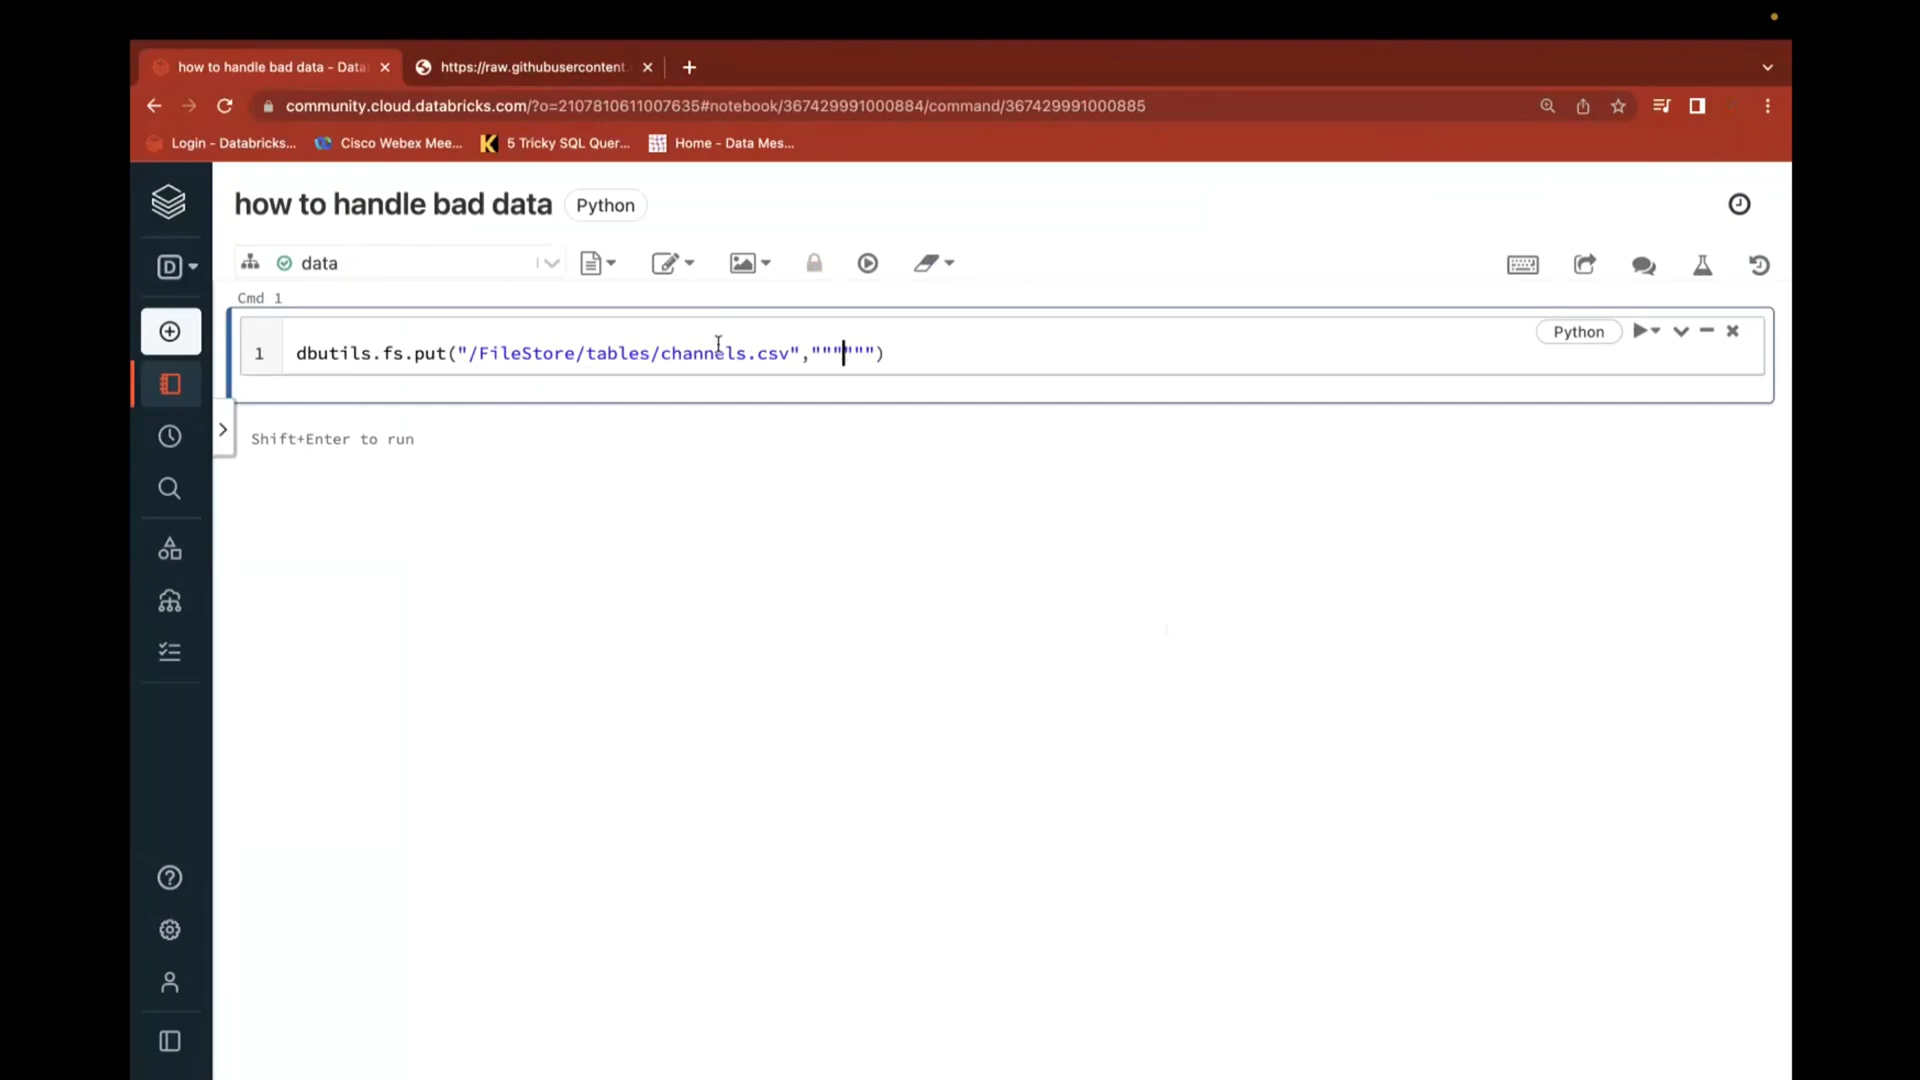 how to handle bad data - Data
https://raw.githubusercontent.
community.cloud.databricks.com/?o=2107810611007635#notebook/367429991000884/command/367429991000885
Login - Databricks...
Cisco Webex Mee...
K
5 Tricky SQL Quer...
Home - Data Mes...
how to handle bad data
Python
D
data
Cmd 1
Python
1
dbutils.fs.put("/FileStore/tables/channels.csv","""""")
Shift+Enter to run